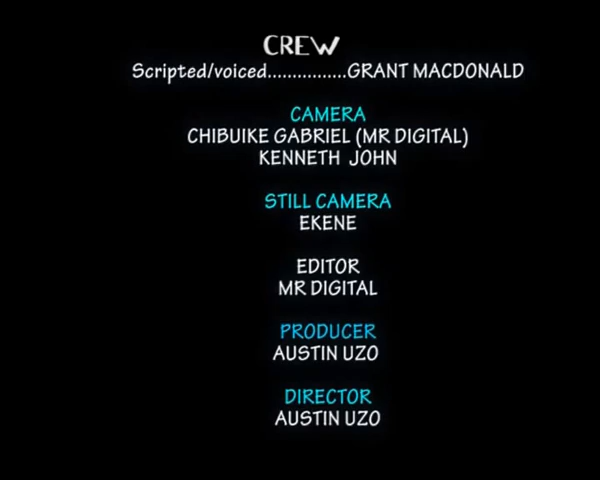 CREW
Scripted/voiced................GRANT MACDONALD
CAMERA
CHIBUIKE GABRIEL (MR DIGITAL)
KENNETH JOHN
STILL CAMERA
EKENE
EDITOR
MR DIGITAL
PRODUCER
AUSTIN UZO
DIRECTOR
AUSTIN UZO